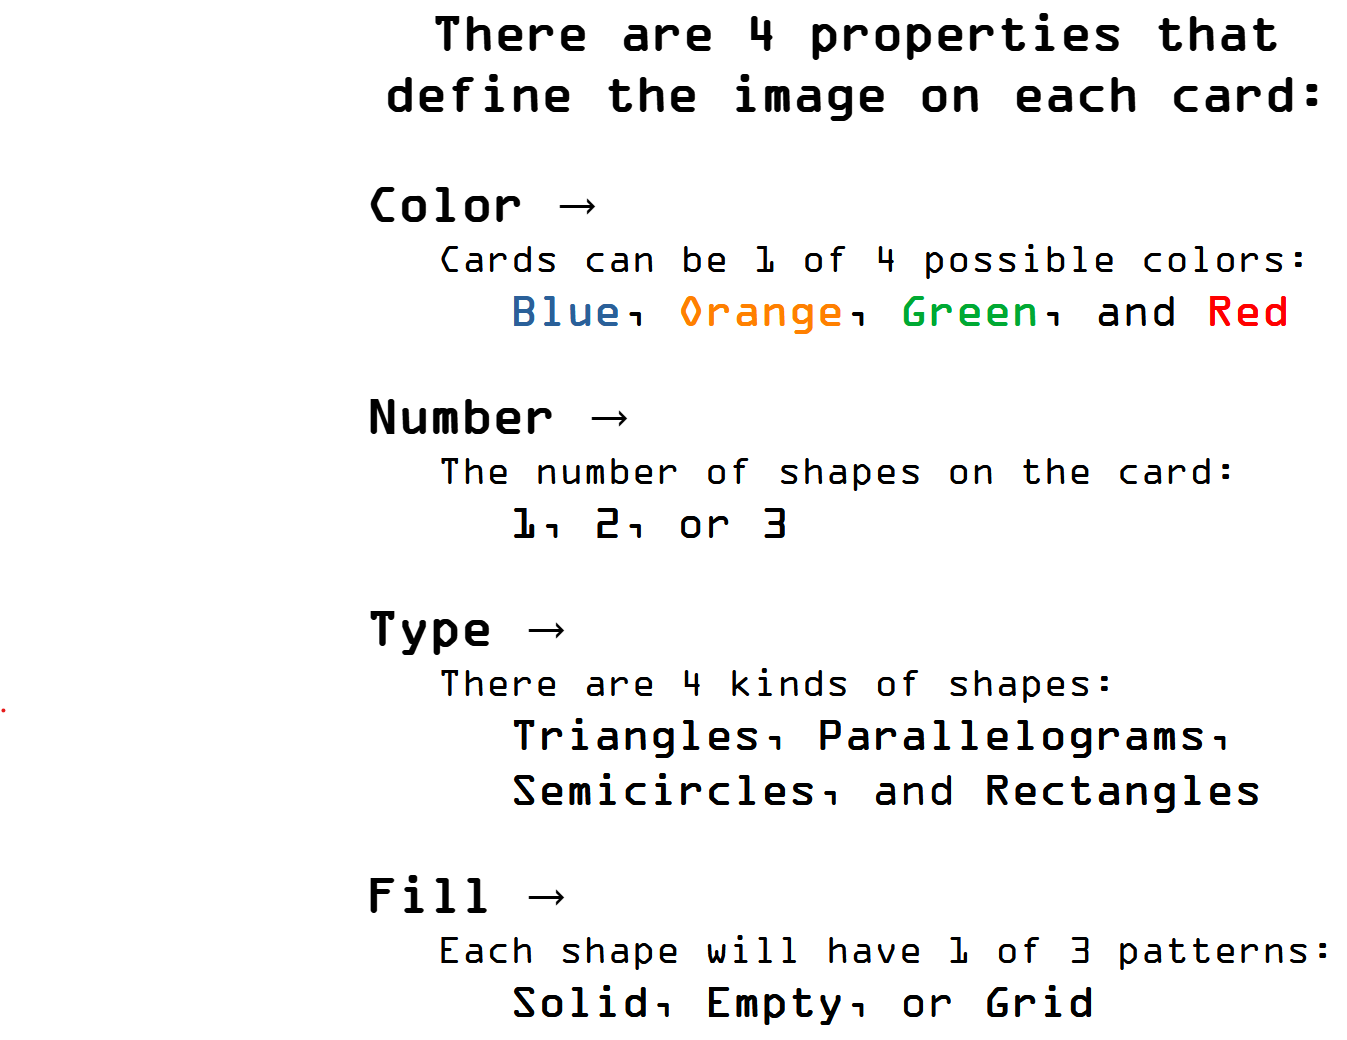 There are 4 properties that
define the image on each card:
Color →
Cards can be 1 of 4 possible colors:
Blue, Orange, Green, and Red
Number →
The number of shapes on the card:
1, 2, or 3
Type →
There are 4 kinds of shapes:
Triangles, Parallelograms,
Semicircles, and Rectangles
Fill →
Each shape will have 1 of 3 patterns:
Solid, Empty, or Grid